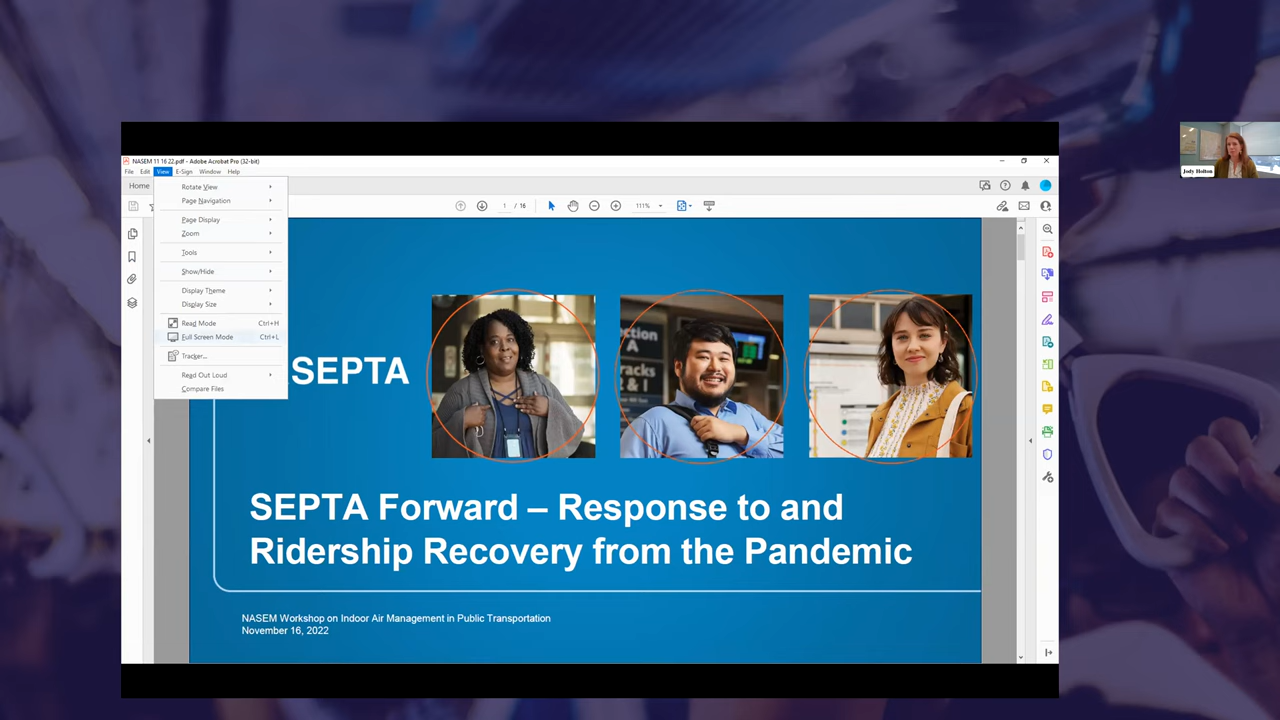 NASEM 11 16 22.pdf - Adobe Acrobat Pro (32-bit)
File Edit View E-Sign Window Help
Home
Rotate View
Page Navigation
Page Display
Zoom
Tools
Show/Hide
Display Theme
Display Size
Read Mode Ctrl+H
Full Screen Mode Ctrl+L
Tracker...
Read Out Loud
Compare Files
1 / 16
111%
SEPTA
ction
A
racks
& I
SEPTA Forward – Response to and
Ridership Recovery from the Pandemic
NASEM Workshop on Indoor Air Management in Public Transportation
November 16, 2022
Jody Holton